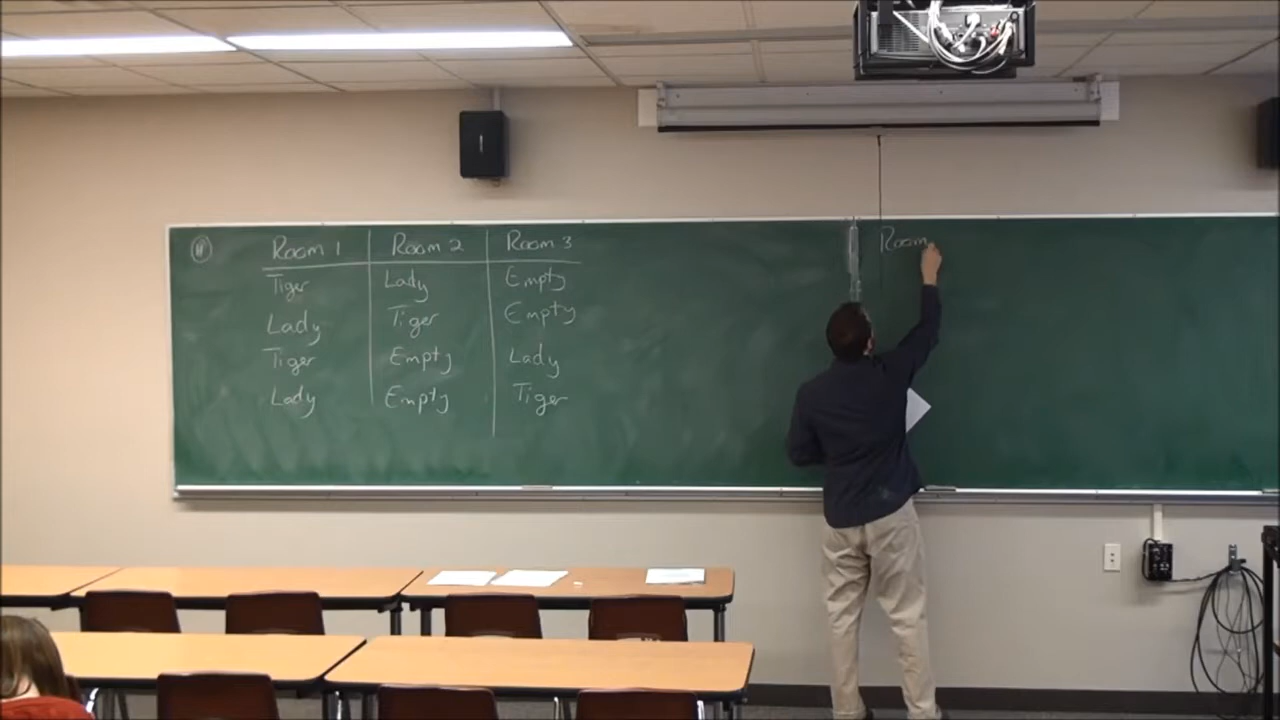 11 Room 1 Room 2 Room 3
Tiger Lady Empty
Lady Tiger Empty
Tiger Empty Lady
Lady Empty Tiger
Room